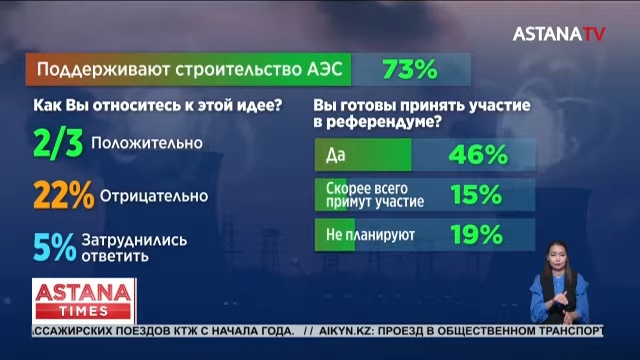 ASTANA TV
Поддерживают строительство АЭС 73%
Как Вы относитесь к этой идее?
2/3 Положительно
22% Отрицательно
5% Затруднились
ответить
Вы готовы принять участие
в референдуме?
Да 46%
Скорее всего
примут участие 15%
Не планируют 19%
ASTANA
TIMES
АССАЖИРСКИХ ПОЕЗДОВ КТЖ С НАЧАЛА ГОДА. // AIKYN.KZ: ПРОЕЗД В ОБЩЕСТВЕННОМ ТРАНСПОРТ